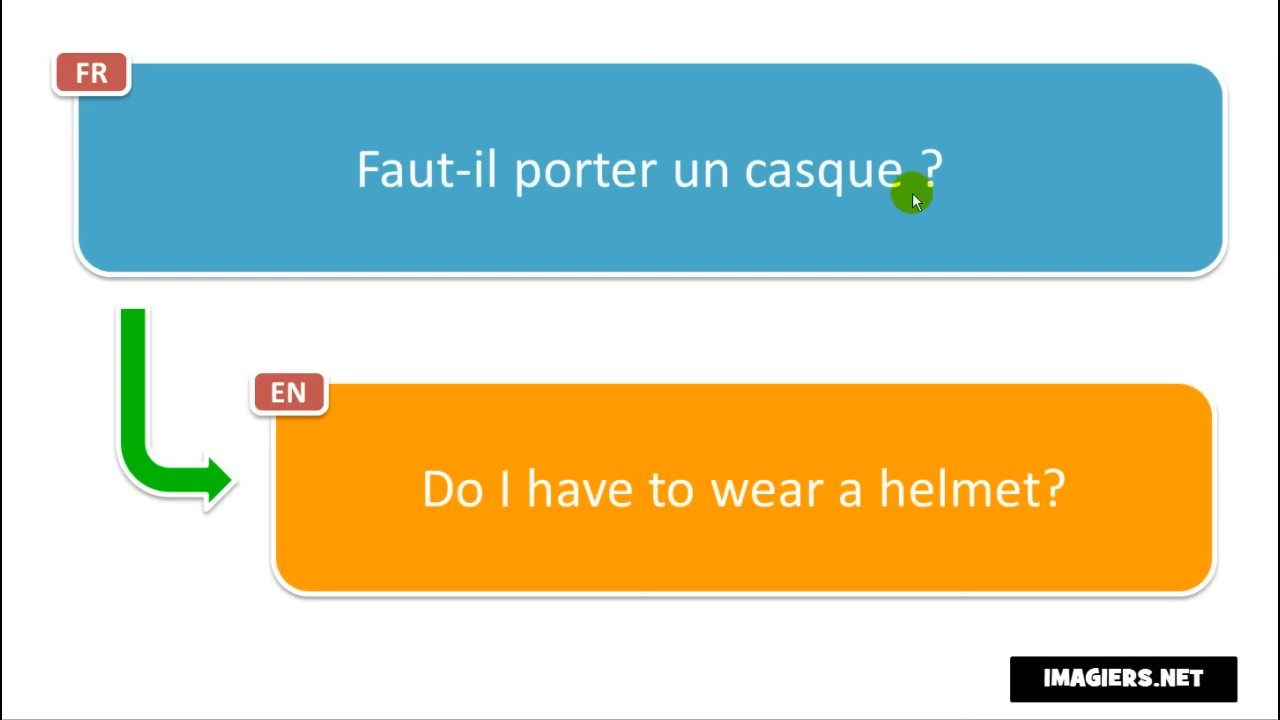 FR
Faut-il porter un casque ?
EN
Do I have to wear a helmet?
IMAGIERS.NET